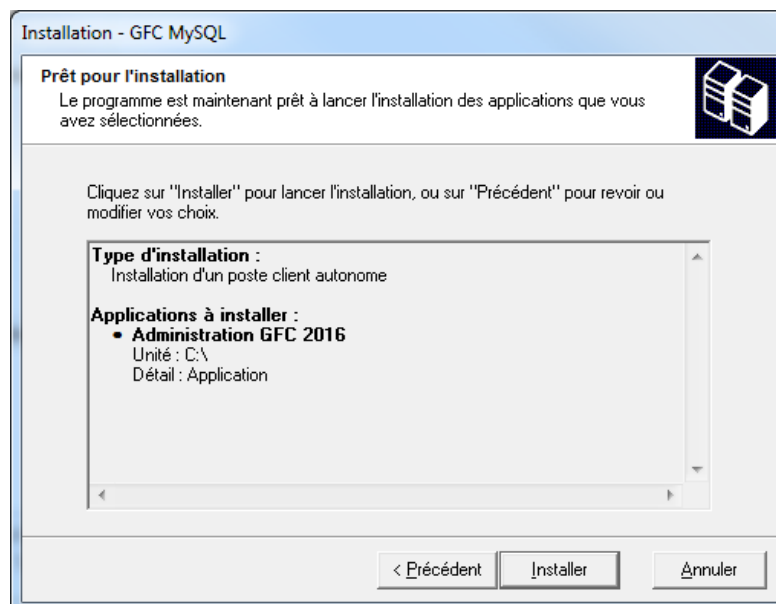 Installation - GFC MySQL
Prêt pour l'installation
Le programme est maintenant prêt à lancer l'installation des applications que vous
avez sélectionnées.
Cliquez sur "Installer" pour lancer l'installation, ou sur "Précédent" pour revoir ou
modifier vos choix.
Type d'installation :
Installation d'un poste client autonome
Applications à installer :
• Administration GFC 2016
Unité : C:\
Détail : Application
< Précédent Installer Annuler